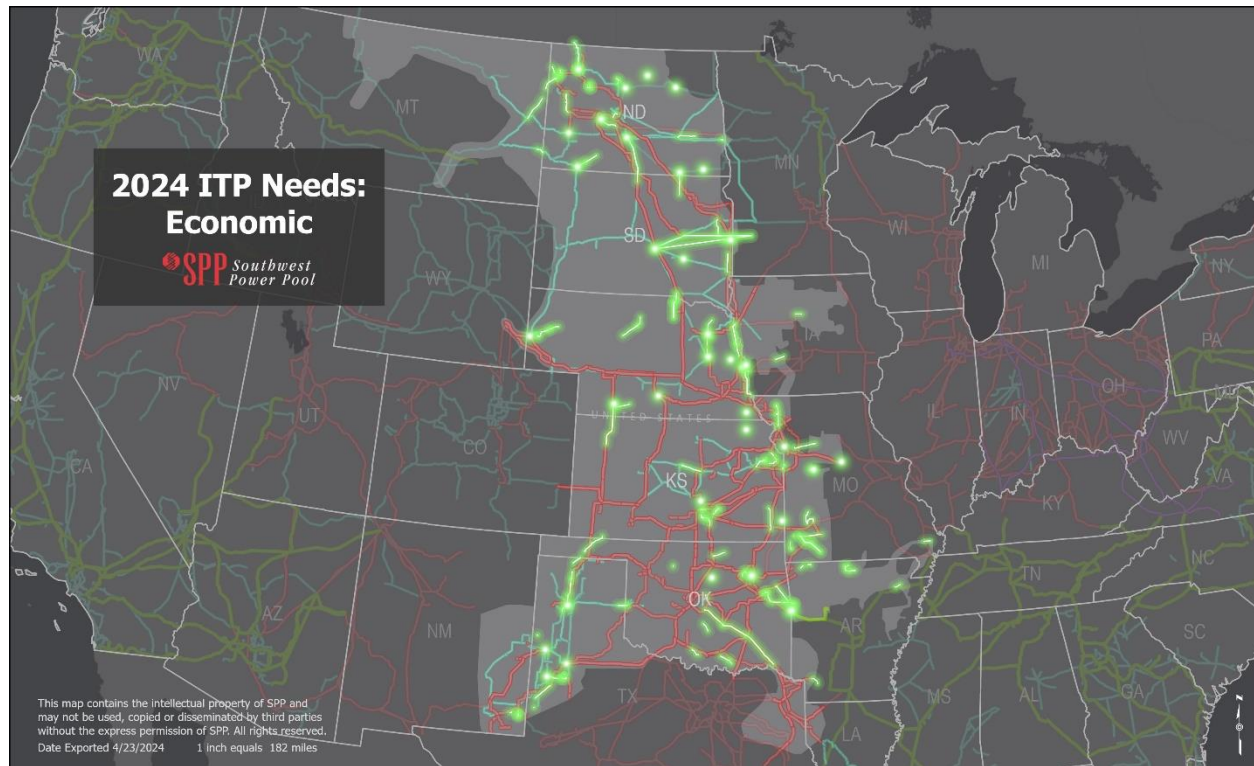 2024 ITP Needs:
Economic
SPP Southwest
Power Pool
WA
MT
ND
MN
SD
WI
MI
NY
WY
IA
PA
NV
UT
CO
UNITED STATES
IL
IN
OH
WV
VA
CA
KS
MO
KY
NC
TN
AZ
NM
OK
AR
SC
TX
MS
AL
GA
LA
This map contains the intellectual property of SPP and
may not be used, copied or disseminated by third parties
without the express permission of SPP. All rights reserved.
Date Exported 4/23/2024 1 inch equals 182 miles
N